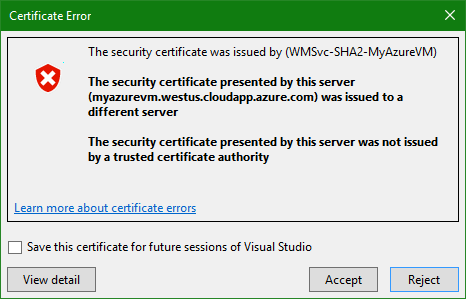 Certificate Error
The security certificate was issued by (WMSvc-SHA2-MyAzureVM)
The security certificate presented by this server
(myazurevm.westus.cloudapp.azure.com) was issued to a
different server
The security certificate presented by this server was not issued
by a trusted certificate authority
Learn more about certificate errors
Save this certificate for future sessions of Visual Studio
View detail
Accept
Reject